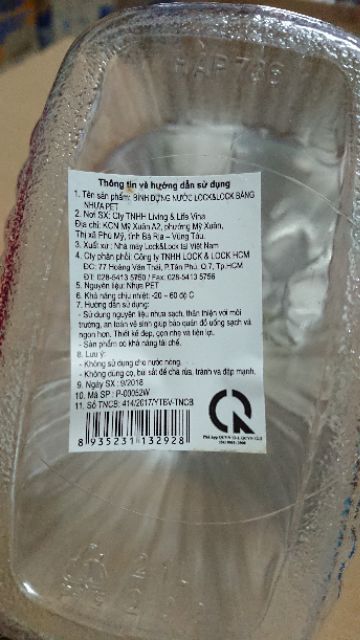 HAP736
Thông tin và hướng dẫn sử dụng
1. Tên sản phẩm: BÌNH ĐỰNG NƯỚC LOCK&LOCK BẰNG
NHỰA PET
2. Nơi SX: Cty TNHH Living & Life Vina
Địa chỉ: KCN Mỹ Xuân A2, phường Mỹ Xuân,
Thị xã Phú Mỹ, tỉnh Bà Rịa – Vũng Tàu.
3. Xuất xứ: Nhà máy Lock&Lock tại Việt Nam
4. Cty phân phối: Công ty TNHH LOCK & LOCK HCM
ĐC: 77 Hoàng Văn Thái, P.Tân Phú, Q.7, Tp.HCM
ĐT: 028-5413 5750 / Fax: 028-5413 5756
5. Nguyên liệu: Nhựa PET
6. Khả năng chịu nhiệt: -20 ~ 60 độ C
7. Hướng dẫn sử dụng:
- Sử dụng nguyên liệu nhựa sạch, thân thiện với môi
trường, an toàn vệ sinh giúp bảo quản đồ uống sạch và
ngon hơn. Thiết kế đẹp, gọn nhẹ và tiện lợi.
- Sản phẩm có khả năng tái chế.
8. Lưu ý:
- Không sử dụng cho nước nóng.
- Không dùng cọ, bùi sắt để chà rửa, tránh va đập mạnh.
9. Ngày SX: 9/2018
10. Mã SP: P-00052W
11. Số TNCB: 414/2017/YTBV-TNCB
8 935231 132928